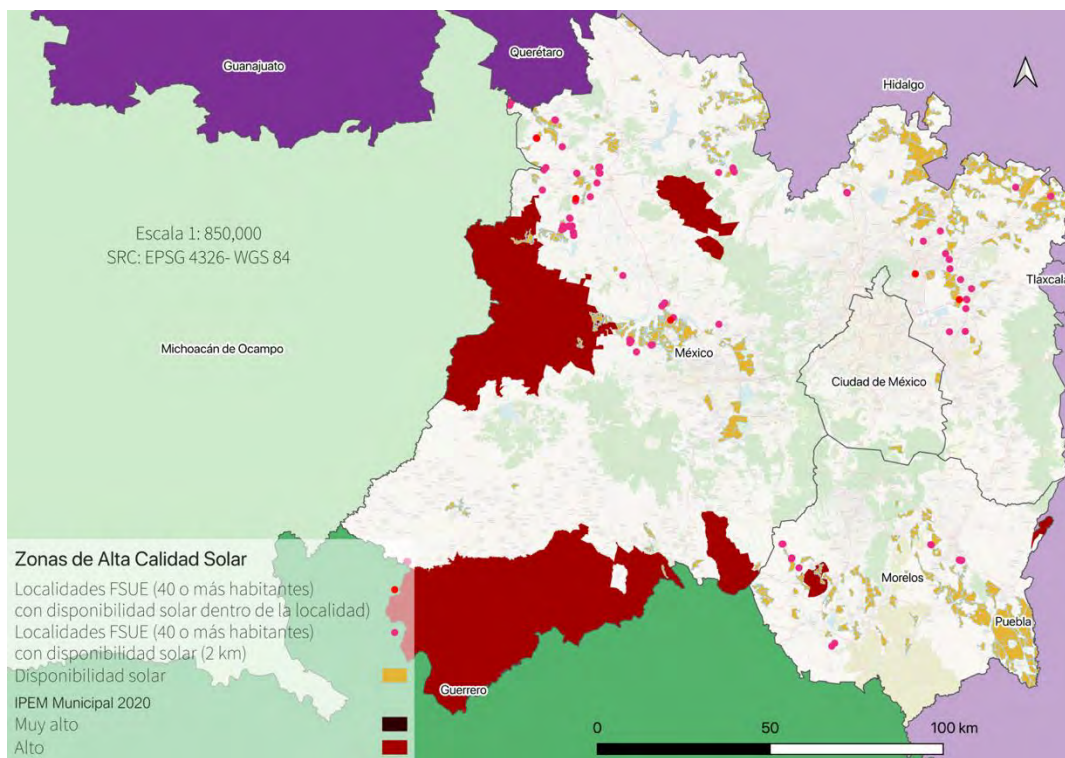 Guanajuato
Querétaro
Hidalgo
Escala 1: 850,000
SRC: EPSG 4326- WGS 84
Tlaxcala
Michoacán de Ocampo
México
Ciudad de México
Zonas de Alta Calidad Solar
Localidades FSUE (40 o más habitantes)
con disponibilidad solar dentro de la localidad)
Localidades FSUE (40 o más habitantes)
con disponibilidad solar (2 km)
Disponibilidad solar
IPEM Municipal 2020
Muy alto
Alto
Morelos
Puebla
Guerrero
0 50 100 km